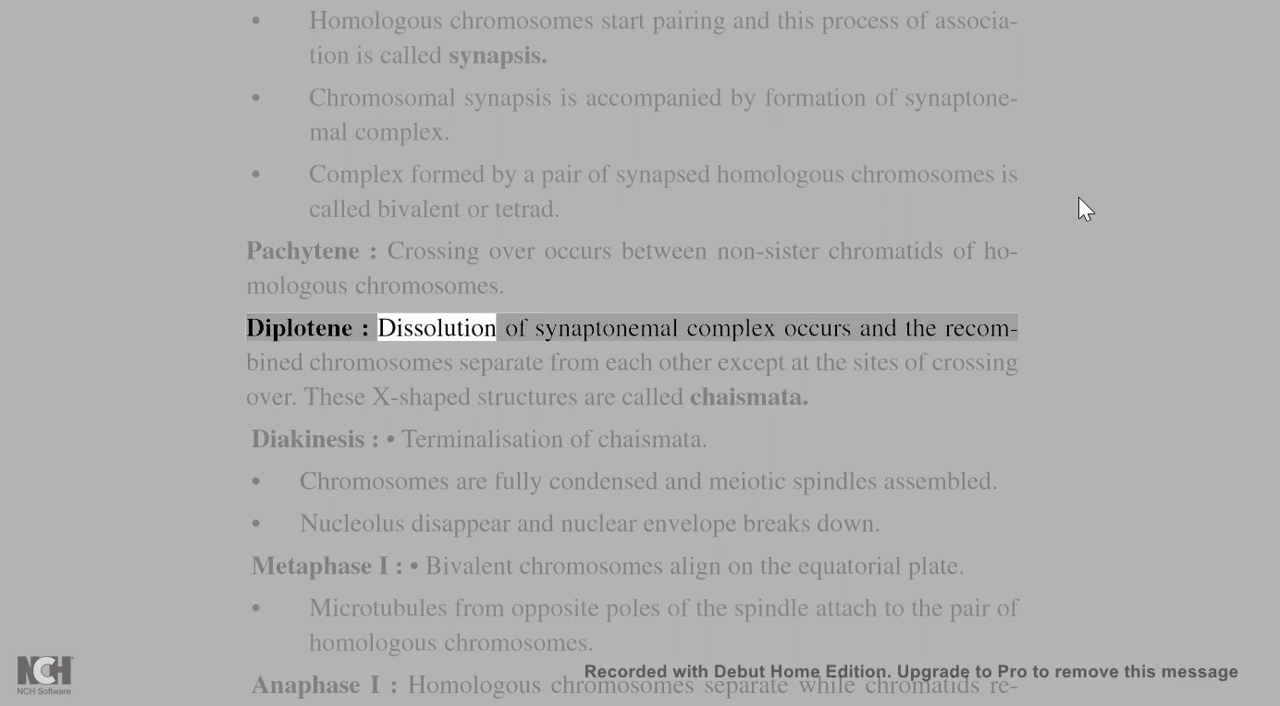 • Homologous chromosomes start pairing and this process of associa-
tion is called synapsis.
• Chromosomal synapsis is accompanied by formation of synaptone-
mal complex.
• Complex formed by a pair of synapsed homologous chromosomes is
called bivalent or tetrad.
Pachytene : Crossing over occurs between non-sister chromatids of ho-
mologous chromosomes.
Diplotene : Dissolution of synaptonemal complex occurs and the recom-
bined chromosomes separate from each other except at the sites of crossing
over. These X-shaped structures are called chaismata.
Diakinesis : • Terminalisation of chaismata.
• Chromosomes are fully condensed and meiotic spindles assembled.
• Nucleolus disappear and nuclear envelope breaks down.
Metaphase I : • Bivalent chromosomes align on the equatorial plate.
• Microtubules from opposite poles of the spindle attach to the pair of
homologous chromosomes.
Anaphase I : Homologous chromosomes separate while chromatids re-
NCH
NCH Software
Recorded with Debut Home Edition. Upgrade to Pro to remove this message